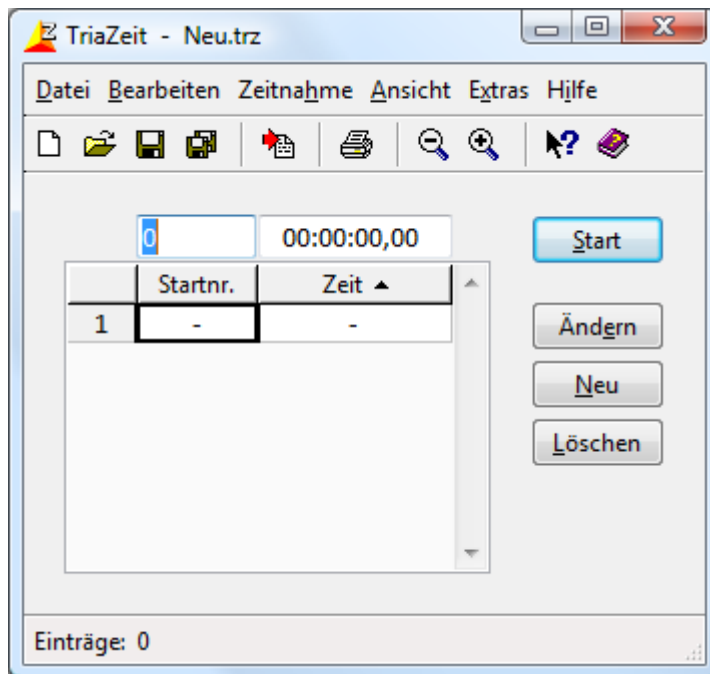 TriaZeit - Neu.trz
Datei Bearbeiten Zeitnahme Ansicht Extras Hilfe
0 00:00:00,00 Start
Startnr. Zeit
1 - -
Ändern
Neu
Löschen
Einträge: 0